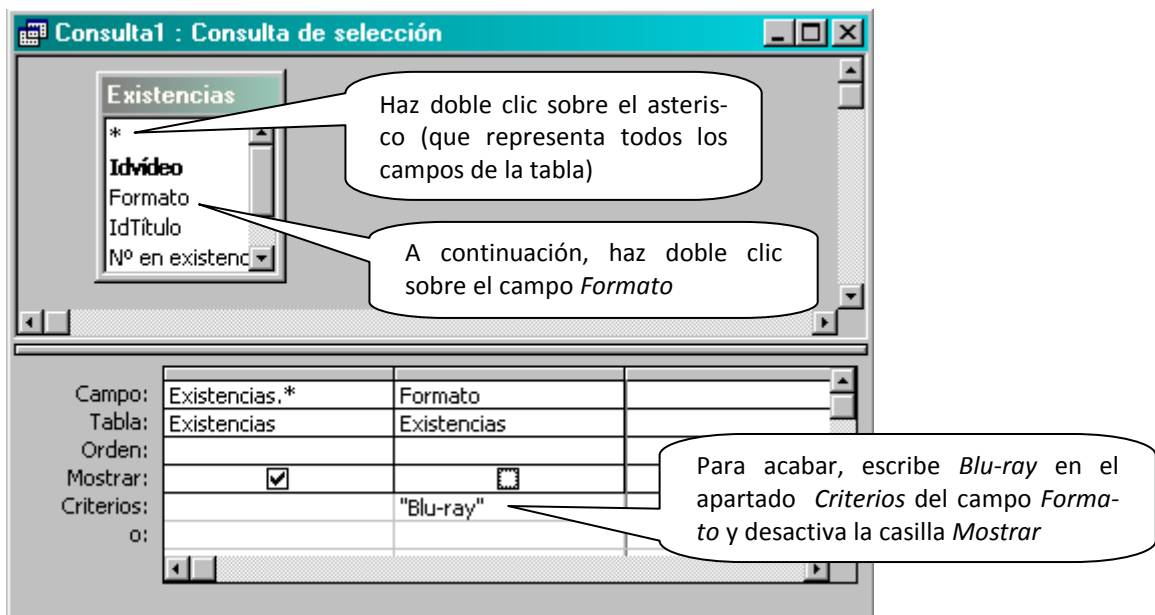 Consulta1 : Consulta de selección
Existencias
*
Idvídeo
Formato
IdTítulo
Nº en existenc
Haz doble clic sobre el asteris-
co (que representa todos los
campos de la tabla)
A continuación, haz doble clic
sobre el campo Formato
Campo: Existencias.* Formato
Tabla: Existencias Existencias
Orden:
Mostrar:
Criterios: "Blu-ray"
o:
Para acabar, escribe Blu-ray en el
apartado Criterios del campo Forma-
to y desactiva la casilla Mostrar